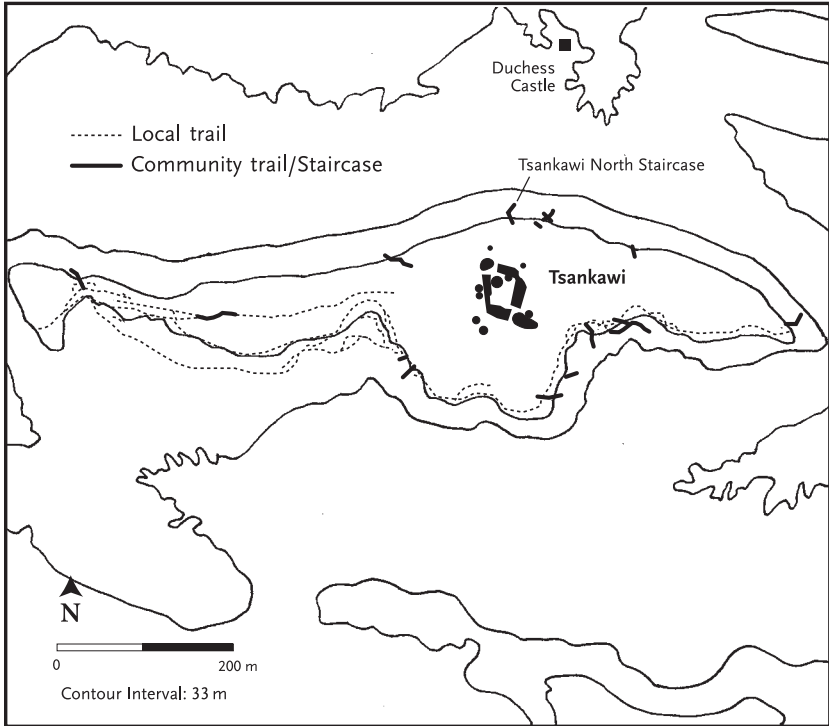 Duchess
Castle
Local trail
Community trail/Staircase
Tsankawi North Staircase
Tsankawi
N
0
200 m
Contour Interval: 33 m